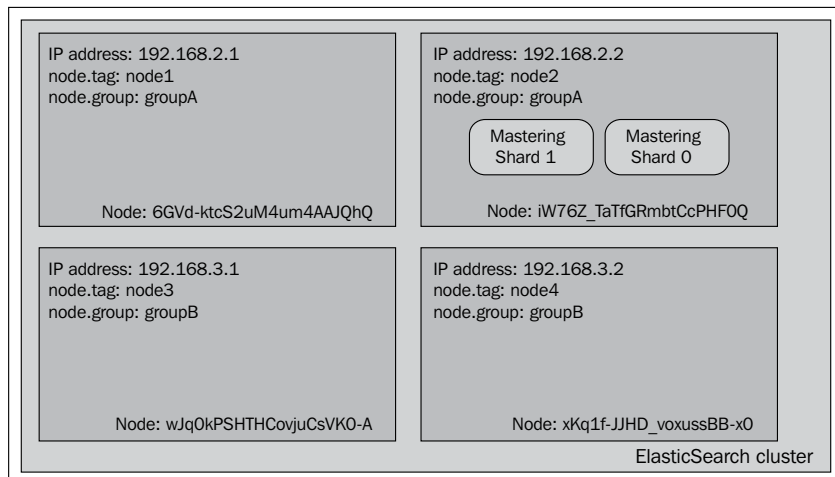 IP address: 192.168.2.1
node.tag: node1
node.group: groupA
Node: 6GVd-ktcS2uM4um4AAJQhQ
IP address: 192.168.2.2
node.tag: node2
node.group: groupA
Mastering
Shard 1
Mastering
Shard 0
Node: iW76Z_TaTfGRmbtCcPHF0Q
IP address: 192.168.3.1
node.tag: node3
node.group: groupB
Node: wJq0kPSHTHCovjuCsVK0-A
IP address: 192.168.3.2
node.tag: node4
node.group: groupB
Node: xKq1f-JJHD_voxussBB-x0
ElasticSearch cluster